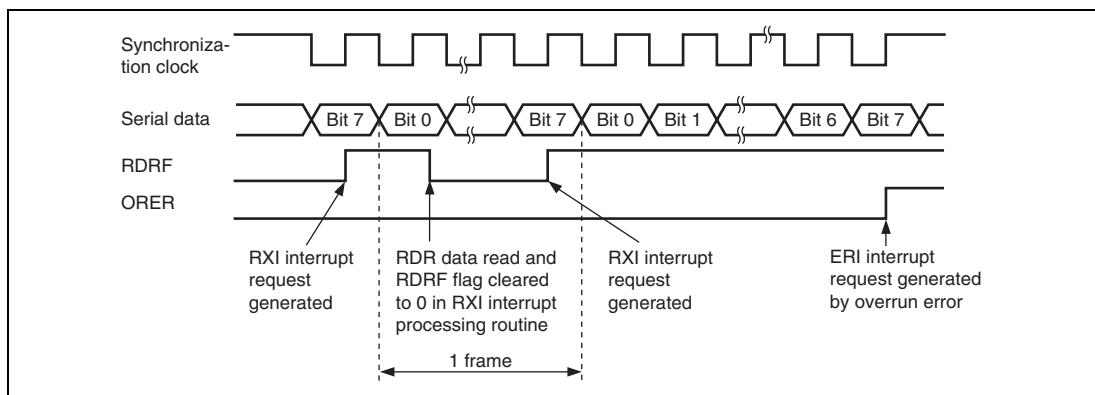 Synchroniza-
tion clock
Serial data
Bit 7 Bit 0 Bit 7 Bit 0 Bit 1 Bit 6 Bit 7
RDRF
ORER
RXI interrupt
request
generated
RDR data read and
RDRF flag cleared
to 0 in RXI interrupt
processing routine
RXI interrupt
request
generated
ERI interrupt
request generated
by overrun error
1 frame